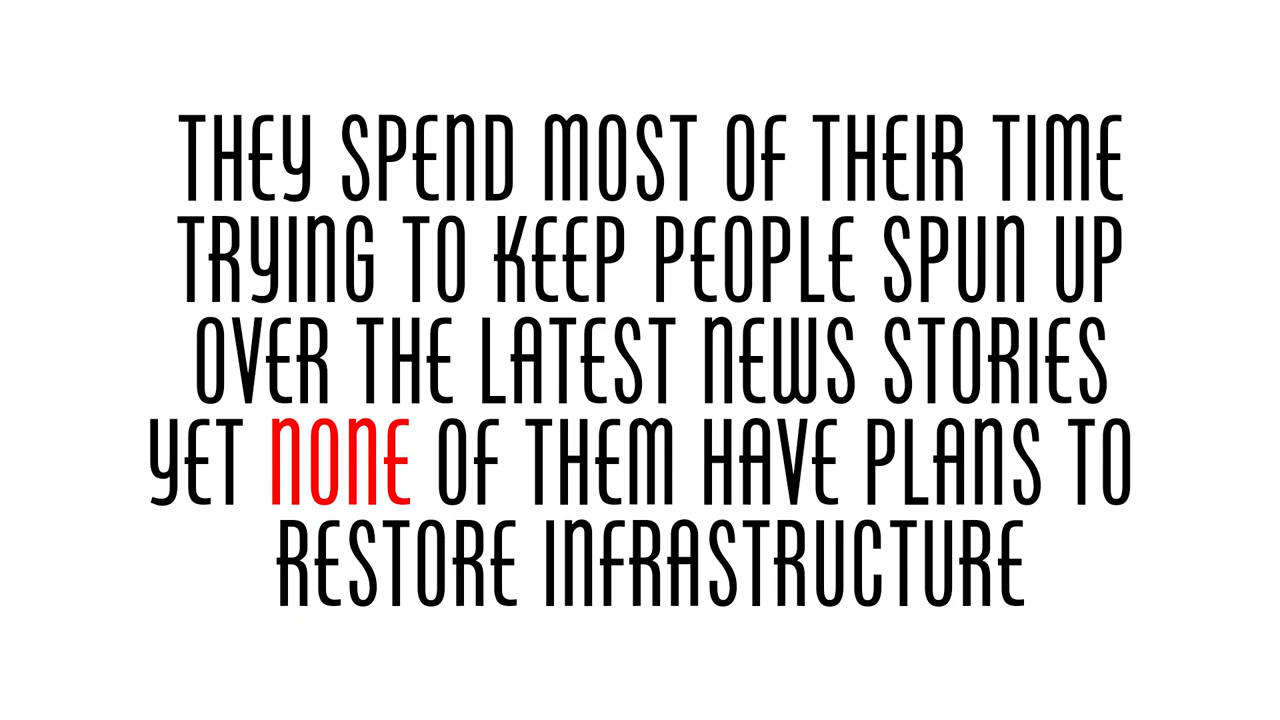 THEY SPEND MOST OF THEIR TIME
TRYING TO KEEP PEOPLE SPUN UP
OVER THE LATEST NEWS STORIES
YET NONE OF THEM HAVE PLANS TO
RESTORE INFRASTRUCTURE